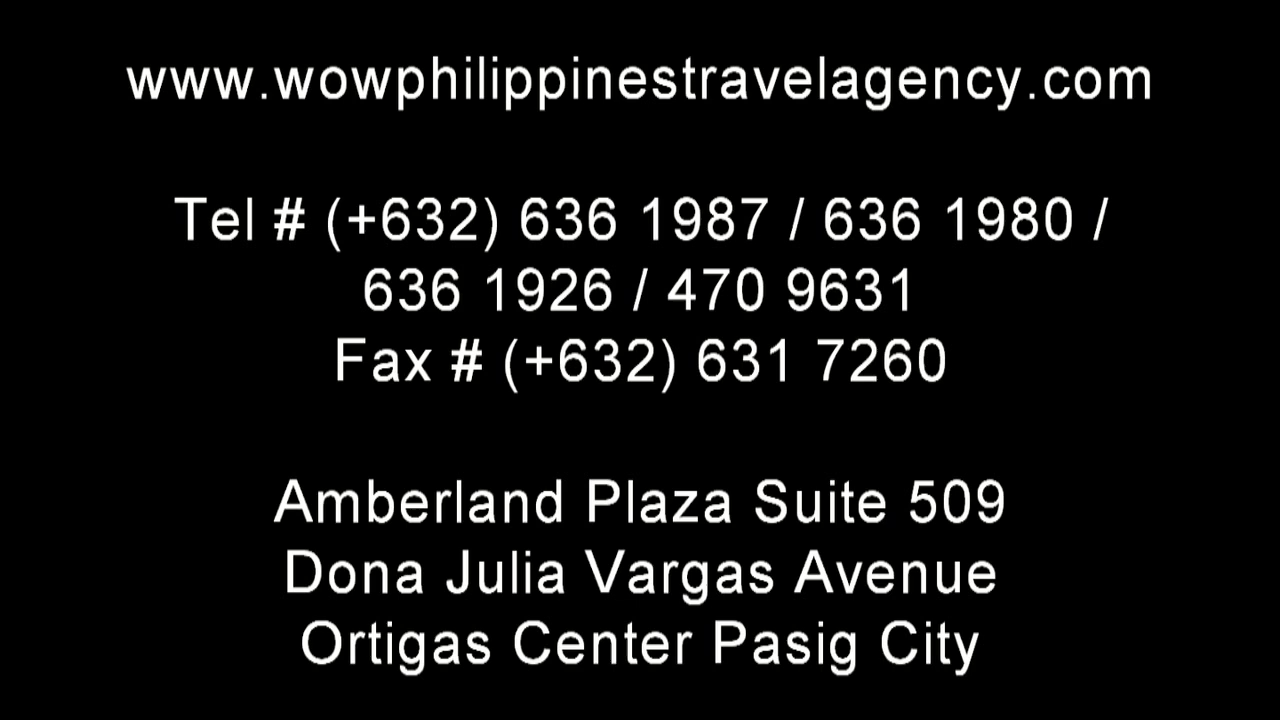 www.wowphilippinestravelagency.com
Tel # (+632) 636 1987 / 636 1980 /
636 1926 / 470 9631
Fax # (+632) 631 7260
Amberland Plaza Suite 509
Dona Julia Vargas Avenue
Ortigas Center Pasig City